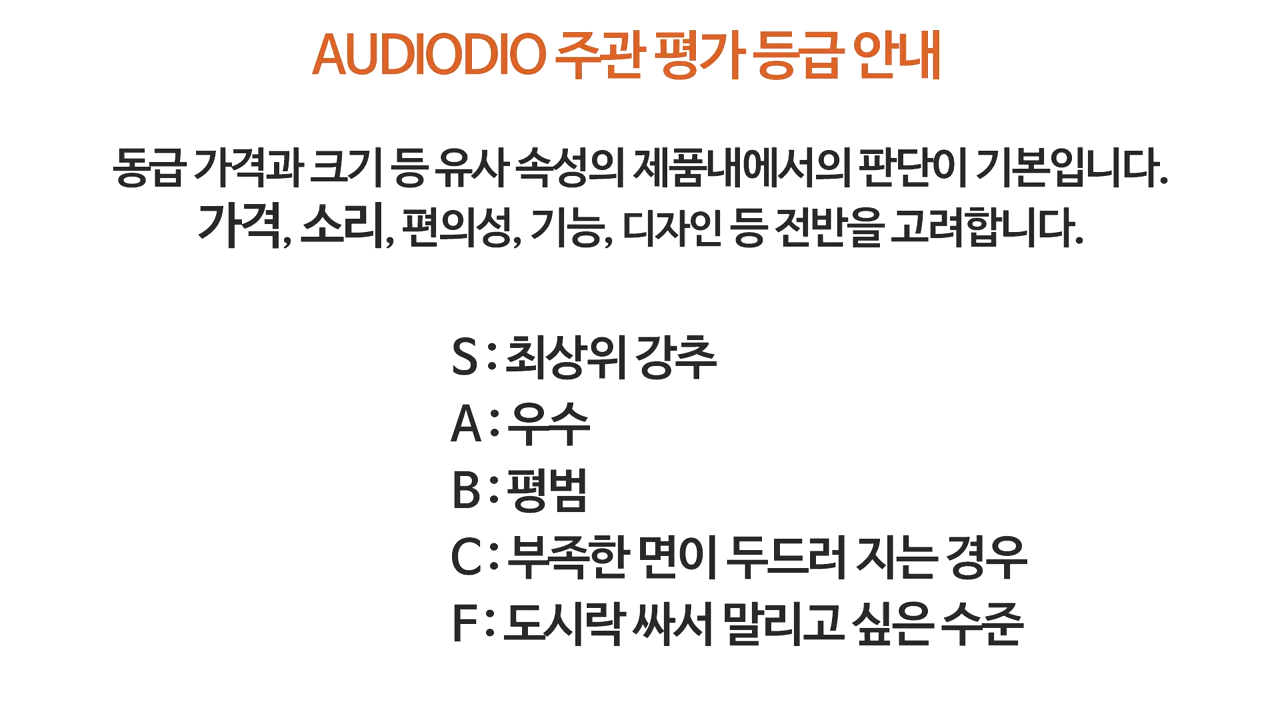 AUDIODIO 주관 평가 등급 안내
동급 가격과 크기 등 유사 속성의 제품내에서의 판단이 기본입니다.
가격, 소리, 편의성, 기능, 디자인 등 전반을 고려합니다.
S : 최상위 강추
A : 우수
B : 평범
C : 부족한 면이 두드러 지는 경우
F : 도시락 싸서 말리고 싶은 수준